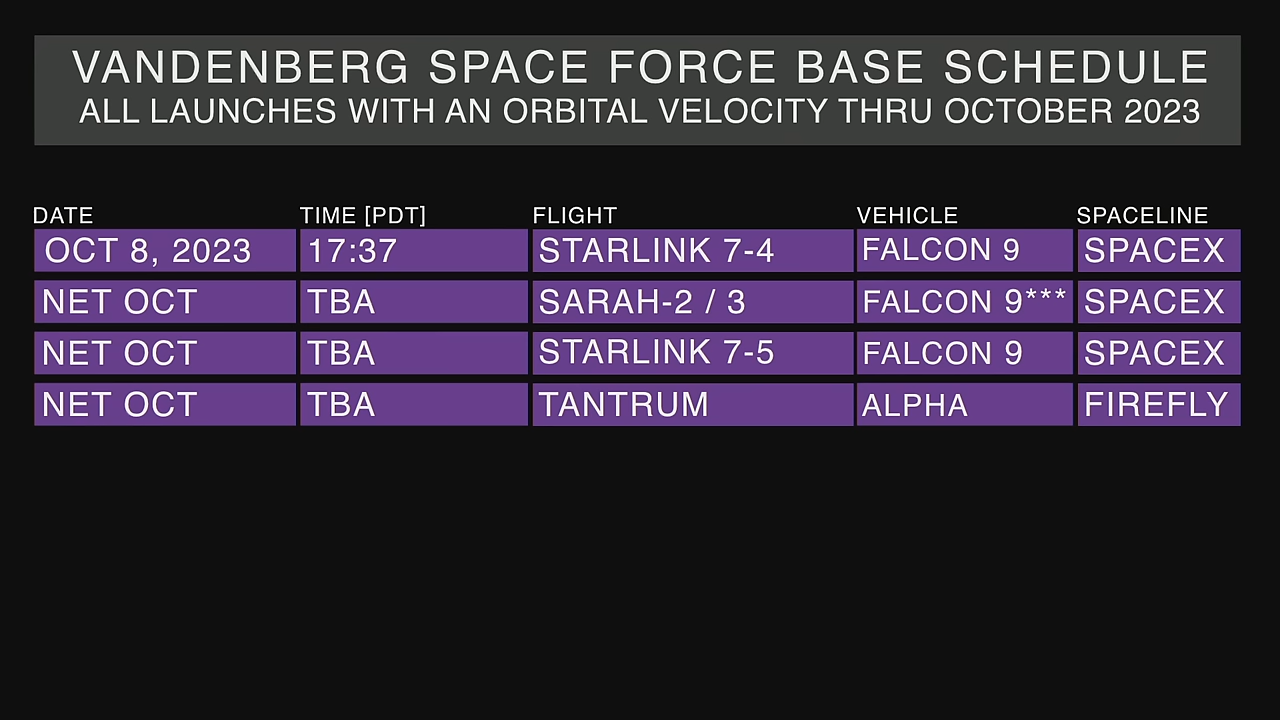 VANDENBERG SPACE FORCE BASE SCHEDULE
ALL LAUNCHES WITH AN ORBITAL VELOCITY THRU OCTOBER 2023
DATE TIME [PDT] FLIGHT VEHICLE SPACELINE
OCT 8, 2023 17:37 STARLINK 7-4 FALCON 9 SPACEX
NET OCT TBA SARAH-2 / 3 FALCON 9*** SPACEX
NET OCT TBA STARLINK 7-5 FALCON 9 SPACEX
NET OCT TBA TANTRUM ALPHA FIREFLY